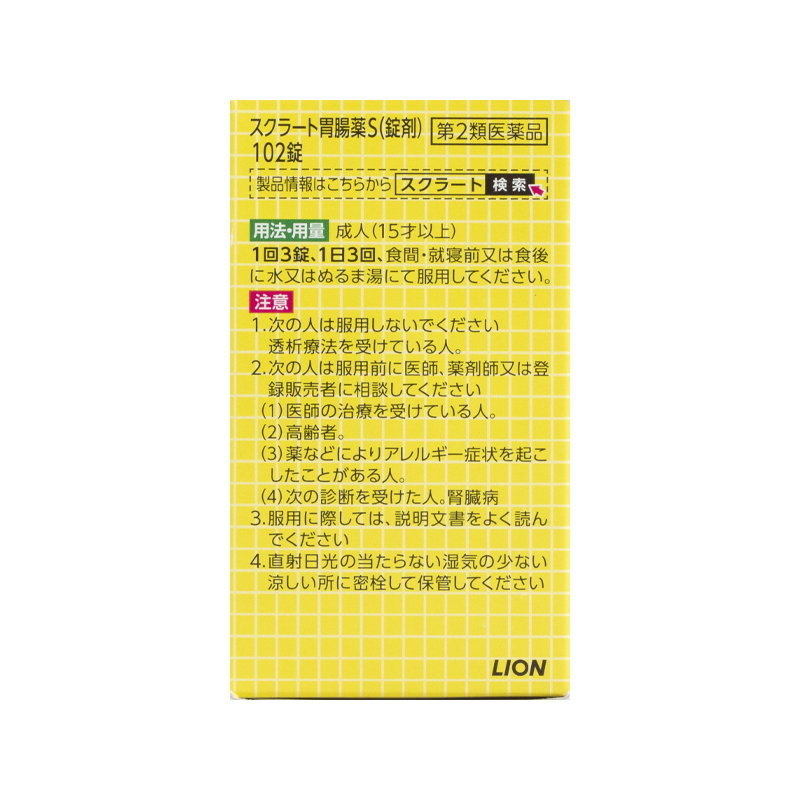 スクラート胃腸薬S(錠剤) 第2類医薬品
102錠
製品情報はこちらから スクラート 検索
用法・用量 成人(15才以上)
1回3錠、1日3回、食間・就寝前又は食後
に水又はぬるま湯にて服用してください。
注意
1.次の人は服用しないでください
透析療法を受けている人。
2.次の人は服用前に医師、薬剤師又は登
録販売者に相談してください
(1)医師の治療を受けている人。
(2)高齢者。
(3)薬などによりアレルギー症状を起こ
したことがある人。
(4)次の診断を受けた人。腎臓病
3.服用に際しては、説明文書をよく読ん
でください
4.直射日光の当たらない湿気の少ない
涼しい所に密栓して保管してください
LION